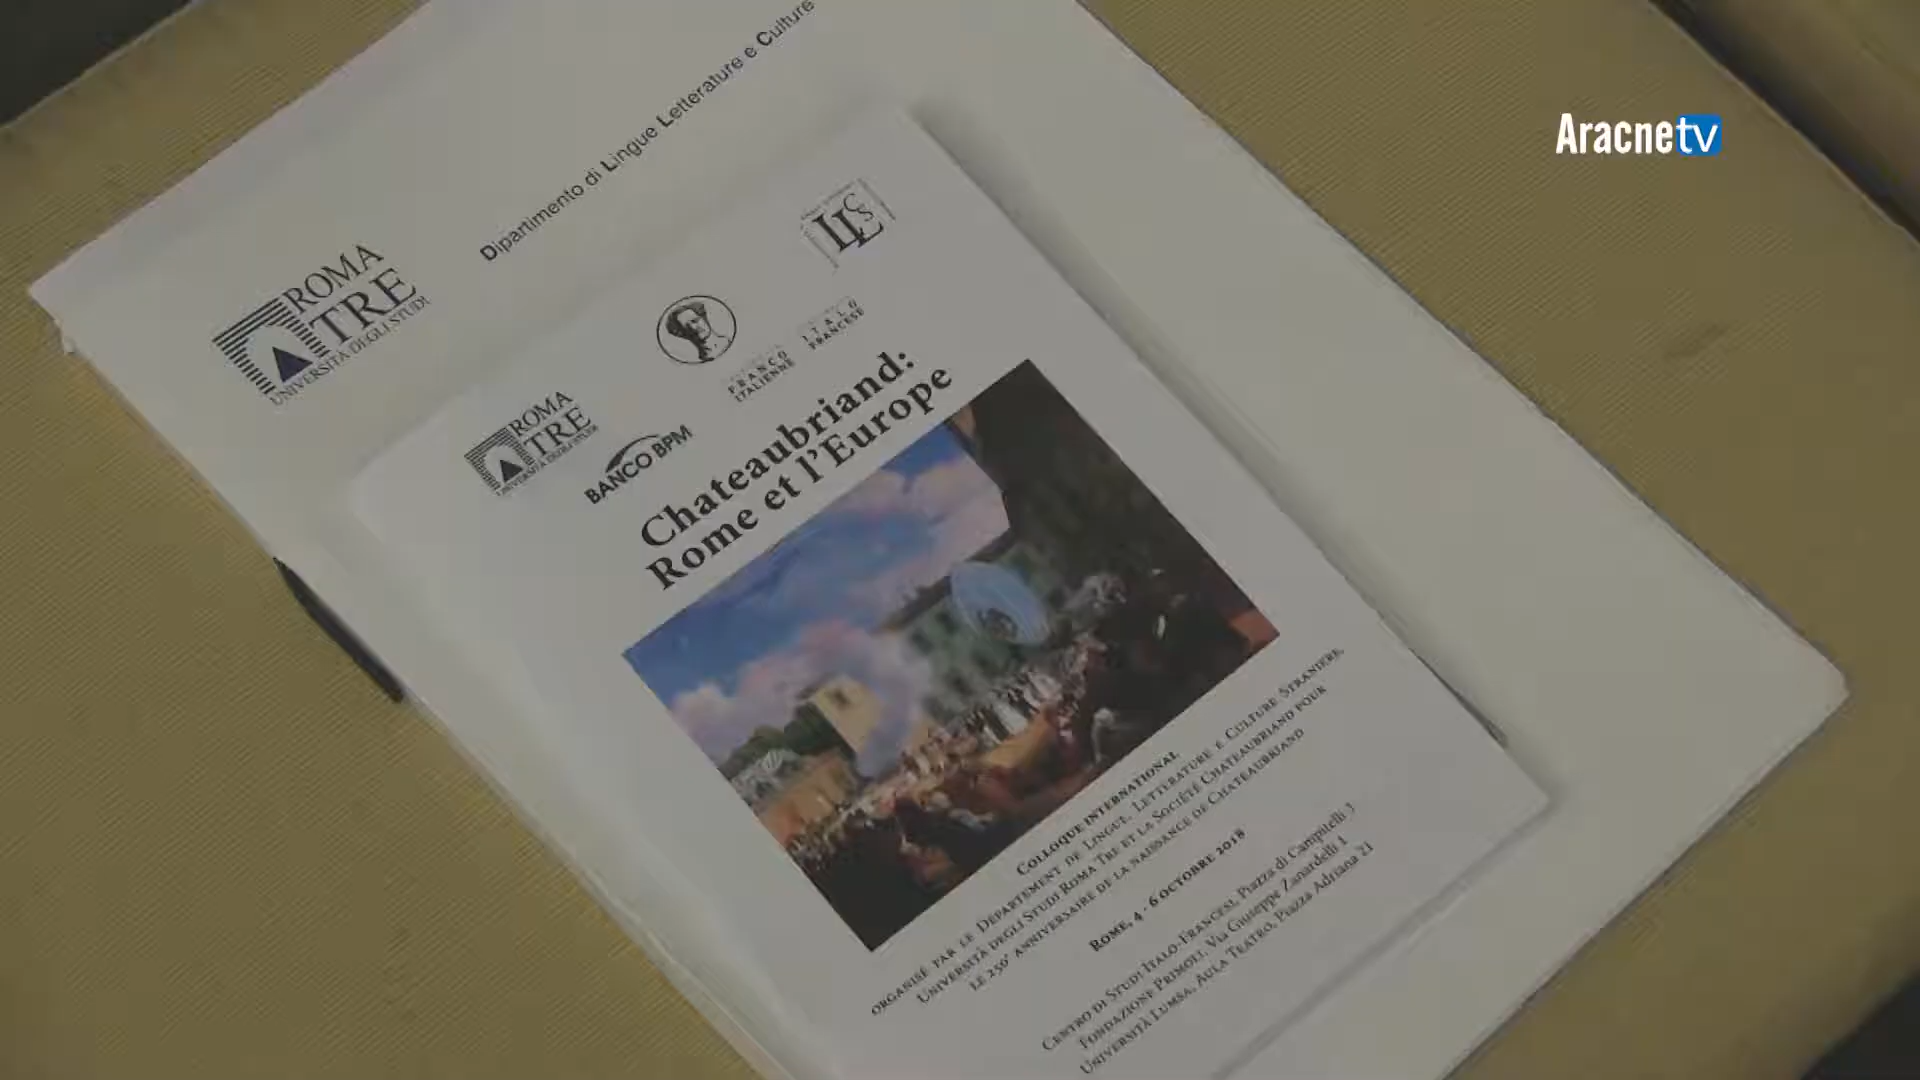 Aracnetv
Dipartimento di Lingue Letterature e Culture
ROMA
TRE
UNIVERSITÀ DEGLI STUDI
LLCS
FRANCO
ITALIENNE
ITALO
FRANCESE
ROMA
TRE
UNIVERSITÀ DEGLI STUDI
BANCO BPM
Chateaubriand:
Rome et l'Europe
COLLOQUE INTERNATIONAL
ORGANISÉ PAR LE DÉPARTEMENT DE LINGUE, LETTERATURE E CULTURE STRANIERE,
UNIVERSITÀ DEGLI STUDI ROMA TRE ET LA SOCIÉTÉ CHATEAUBRIAND POUR
LE 250e ANNIVERSAIRE DE LA NAISSANCE DE CHATEAUBRIAND
ROME, 4 - 6 OCTOBRE 2018
CENTRO DI STUDI ITALO-FRANCESI, Piazza di Campitelli 3
FONDAZIONE PRIMOLI, Via Giuseppe Zanardelli 1
UNIVERSITÀ LUMSA, AULA TEATRO, Piazza Adriana 21